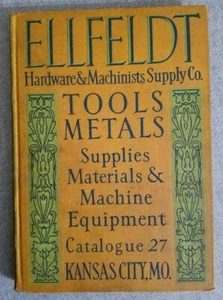 ELLFELDT
Hardware & Machinists Supply Co.
TOOLS
METALS
Supplies
Materials &
Machine
Equipment
Catalogue 27
KANSAS CITY, MO.